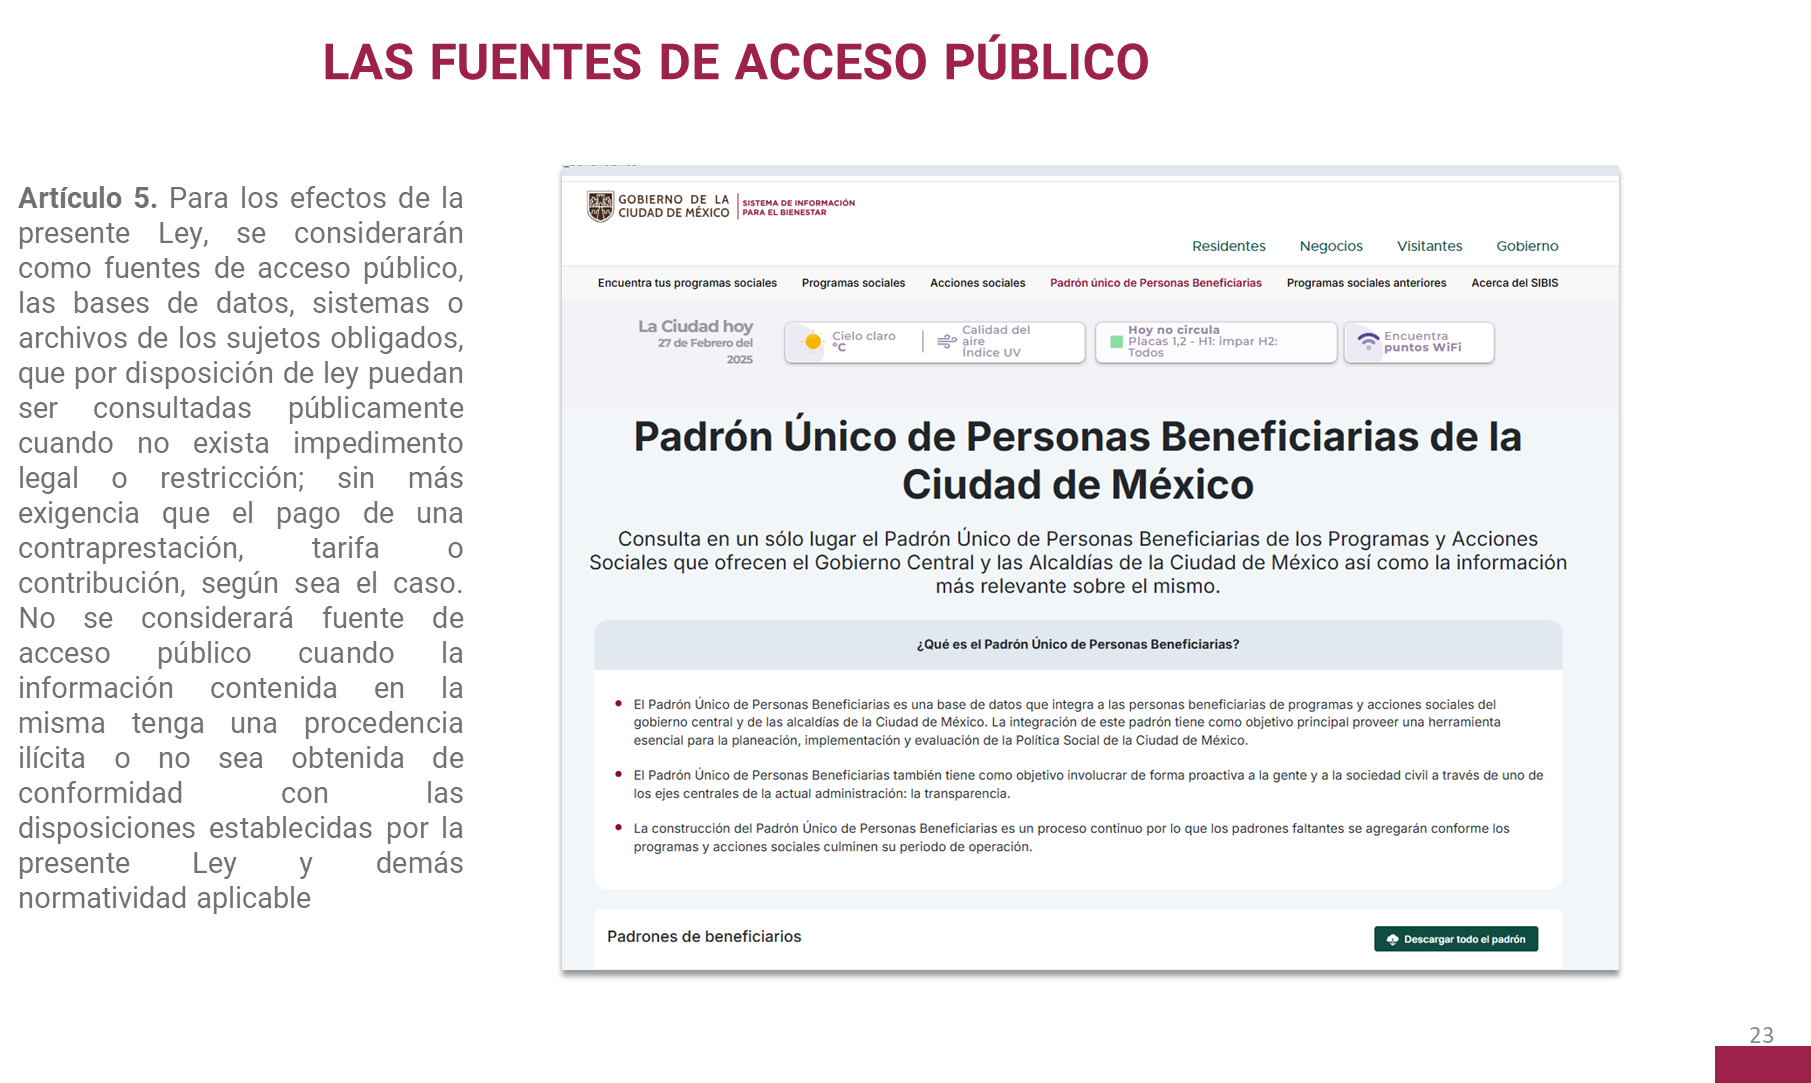 LAS FUENTES DE ACCESO PÚBLICO
Artículo 5. Para los efectos de la
presente Ley, se considerarán
como fuentes de acceso público,
las bases de datos, sistemas o
archivos de los sujetos obligados,
que por disposición de ley puedan
ser consultadas públicamente
cuando no exista impedimento
legal o restricción; sin más
exigencia que el pago de una
contraprestación, tarifa o
contribución, según sea el caso.
No se considerará fuente de
acceso público cuando la
información contenida en la
misma tenga una procedencia
ilícita o no sea obtenida de
conformidad con las
disposiciones establecidas por la
presente Ley y demás
normatividad aplicable
GOBIERNO DE LA
CIUDAD DE MÉXICO
SISTEMA DE INFORMACIÓN
PARA EL BIENESTAR
Residentes Negocios Visitantes Gobierno
Encuentra tus programas sociales Programas sociales Acciones sociales Padrón único de Personas Beneficiarias Programas sociales anteriores Acerca del SIBIS
La Ciudad hoy
27 de Febrero del
2025
Cielo claro
°C
Calidad del
aire
Índice UV
Hoy no circula
Placas 1,2 - H1: impar H2:
Todos
Encuentra
puntos WiFi
Padrón Único de Personas Beneficiarias de la
Ciudad de México
Consulta en un sólo lugar el Padrón Único de Personas Beneficiarias de los Programas y Acciones
Sociales que ofrecen el Gobierno Central y las Alcaldías de la Ciudad de México así como la información
más relevante sobre el mismo.
¿Qué es el Padrón Único de Personas Beneficiarias?
• El Padrón Único de Personas Beneficiarias es una base de datos que integra a las personas beneficiarias de programas y acciones sociales del
gobierno central y de las alcaldías de la Ciudad de México. La integración de este padrón tiene como objetivo principal proveer una herramienta
esencial para la planeación, implementación y evaluación de la Política Social de la Ciudad de México.
• El Padrón Único de Personas Beneficiarias también tiene como objetivo involucrar de forma proactiva a la gente y a la sociedad civil a través de uno de
los ejes centrales de la actual administración: la transparencia.
• La construcción del Padrón Único de Personas Beneficiarias es un proceso continuo por lo que los padrones faltantes se agregarán conforme los
programas y acciones sociales culminen su periodo de operación.
Padrones de beneficiarios
Descargar todo el padrón
23